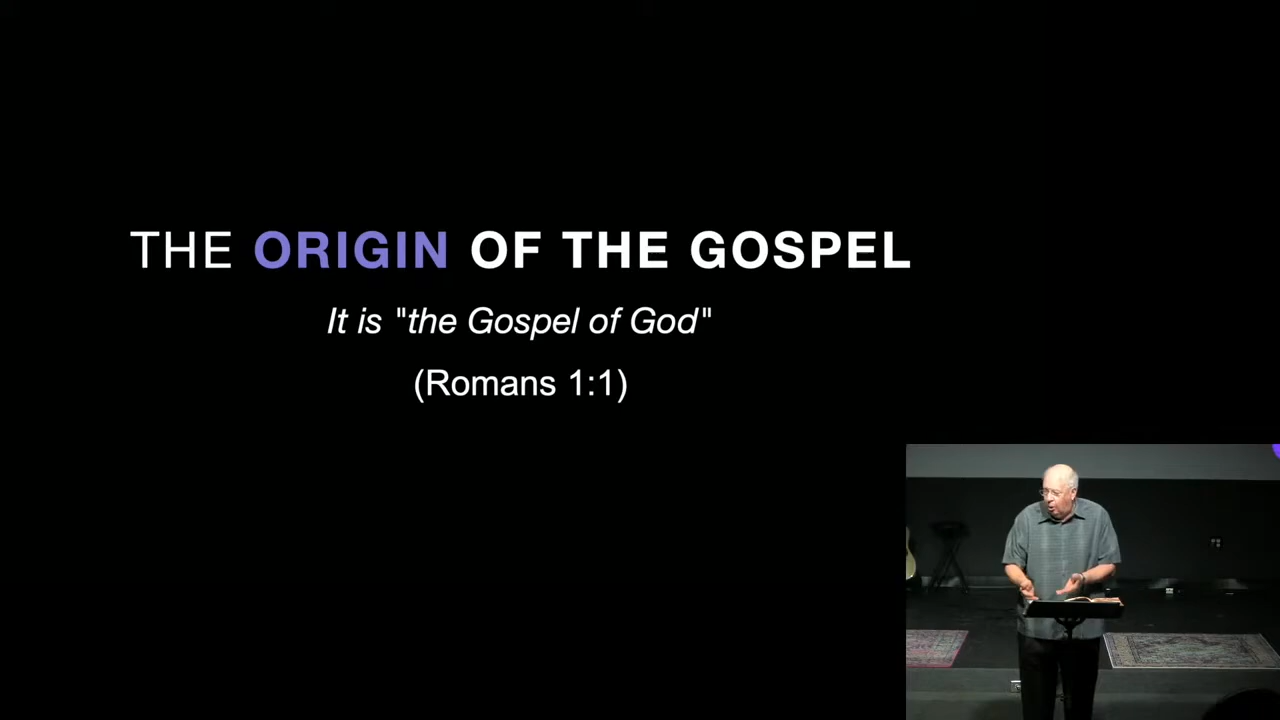 THE ORIGIN OF THE GOSPEL
It is "the Gospel of God"
(Romans 1:1)